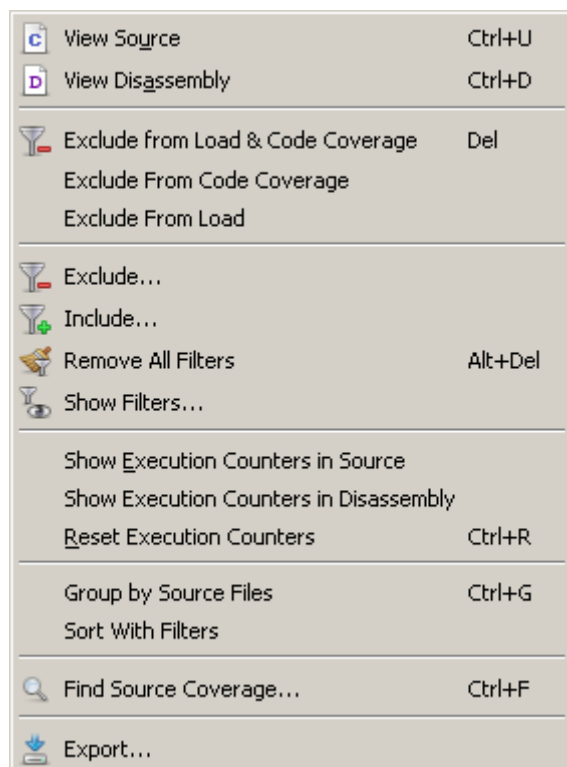 C View Source Ctrl+U
D View Disassembly Ctrl+D
Exclude from Load & Code Coverage Del
Exclude From Code Coverage
Exclude From Load
Exclude...
Include...
Remove All Filters Alt+Del
Show Filters...
Show Execution Counters in Source
Show Execution Counters in Disassembly
Reset Execution Counters Ctrl+R
Group by Source Files Ctrl+G
Sort With Filters
Find Source Coverage... Ctrl+F
Export...